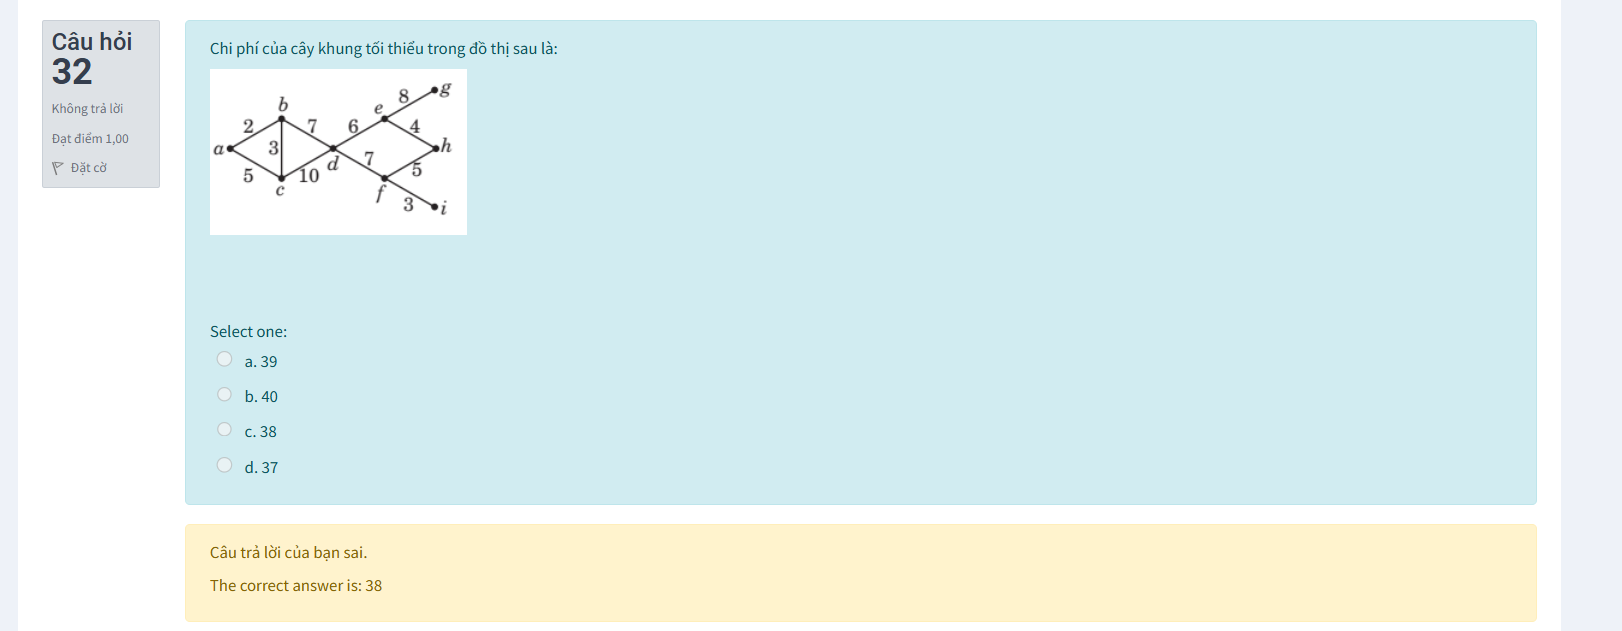 Câu hỏi
32
Không trả lời
Đạt điểm 1,00
Đặt cờ
Chi phí của cây khung tối thiểu trong đồ thị sau là:
8 g
b e
2 7 6 4
a 3 h
d 7
5 10 5
c f
3 i
Select one:
a. 39
b. 40
c. 38
d. 37
Câu trả lời của bạn sai.
The correct answer is: 38